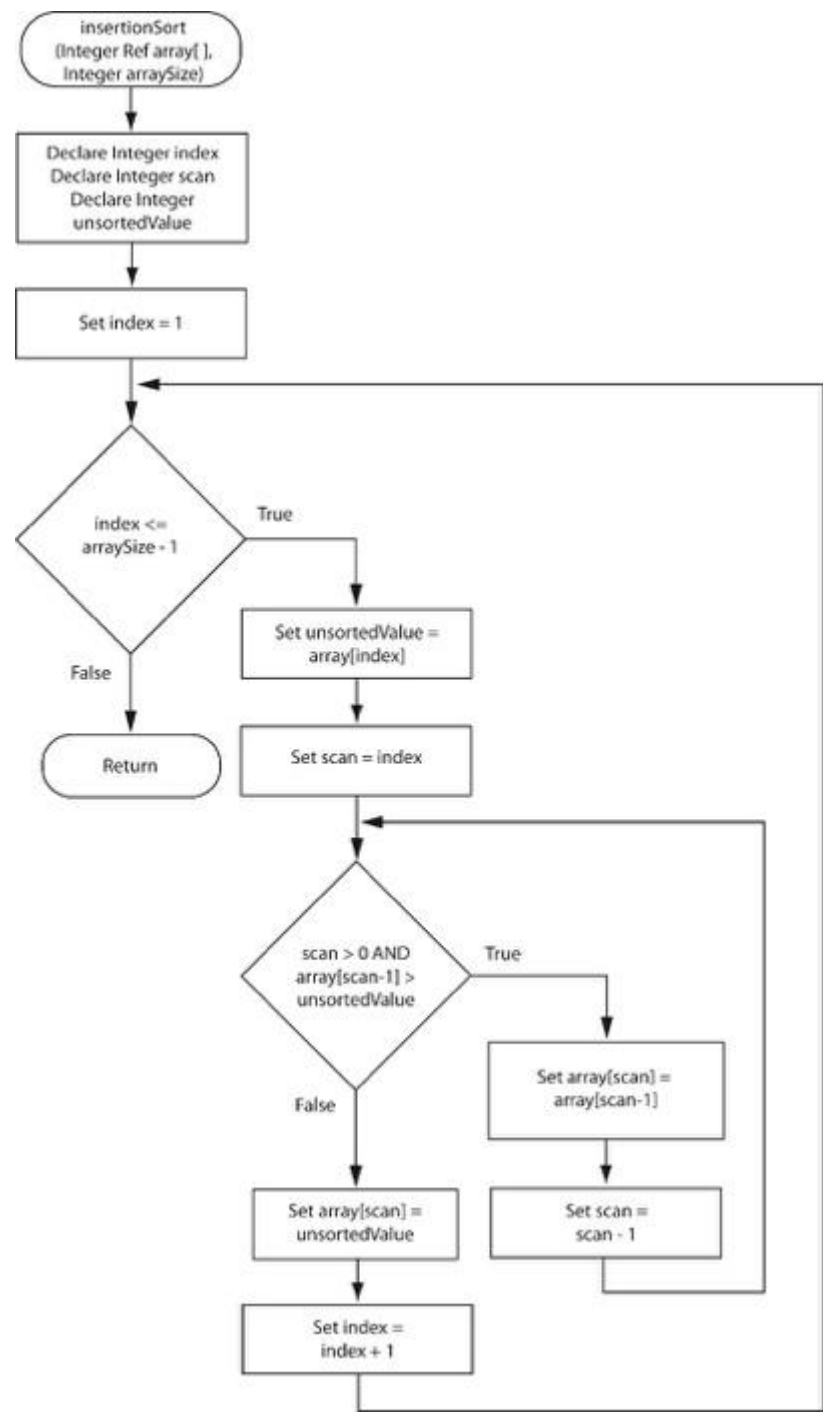 insertionSort
(Integer Ref array[ ],
Integer arraySize)
Declare Integer index
Declare Integer scan
Declare Integer
unsortedValue
Set index = 1
index <=
arraySize - 1
True
False
Return
Set unsortedValue =
array[index]
Set scan = index
scan > 0 AND
array[scan-1] >
unsortedValue
True
False
Set array[scan] =
array[scan-1]
Set scan =
scan - 1
Set array[scan] =
unsortedValue
Set index =
index + 1